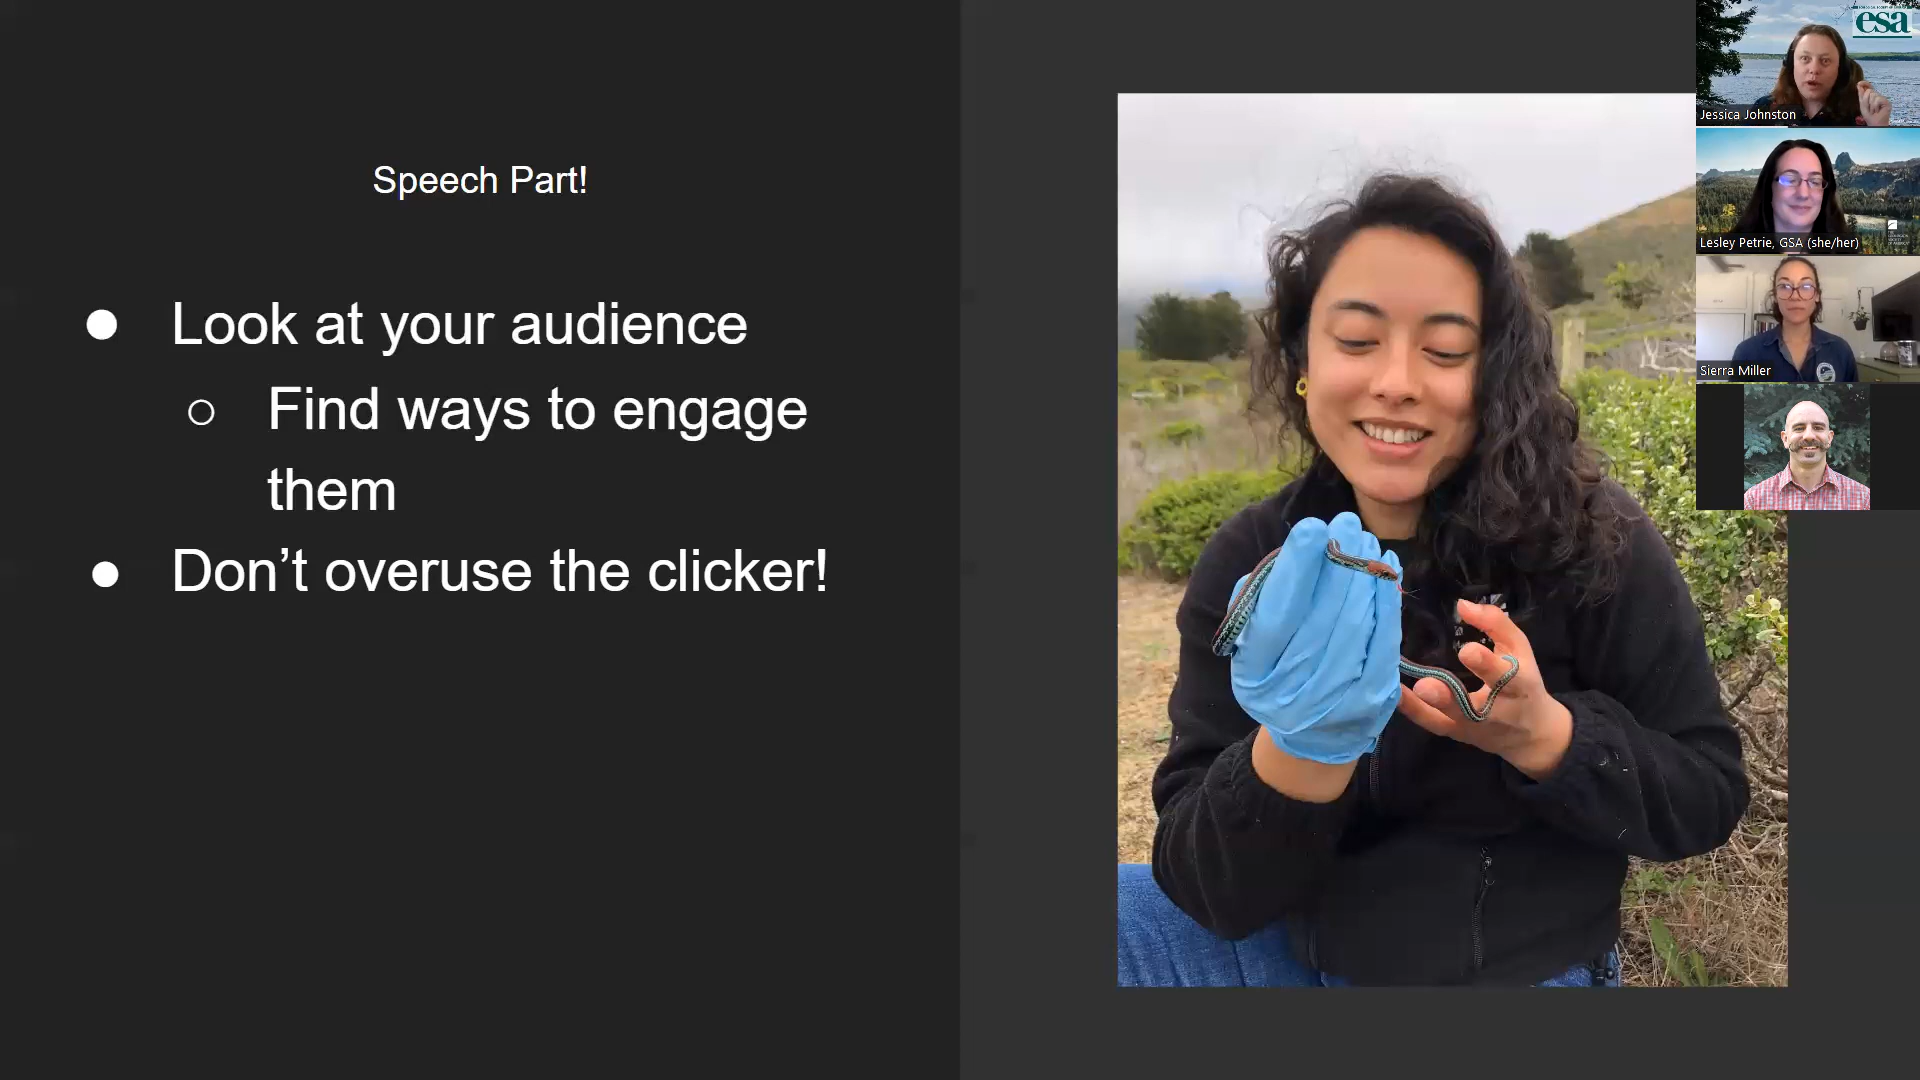 Speech Part!
● Look at your audience
○ Find ways to engage
them
● Don’t overuse the clicker!
esa
Jessica Johnston
Lesley Petrie, GSA (she/her)
Sierra Miller